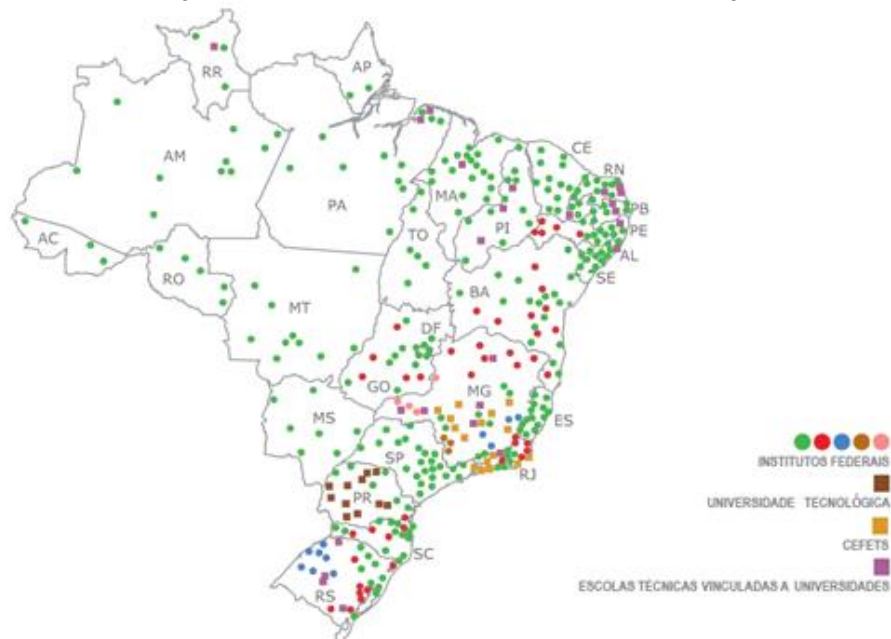 RR
AP
AM
PA
MA
CE
RN
PB
PE
AL
SE
PI
TO
AC
RO
BA
MT
DF
GO
MG
ES
MS
SP
RJ
PR
SC
RS
INSTITUTOS FEDERAIS
UNIVERSIDADE TECNOLÓGICA
CEFETS
ESCOLAS TÉCNICAS VINCULADAS A UNIVERSIDADES